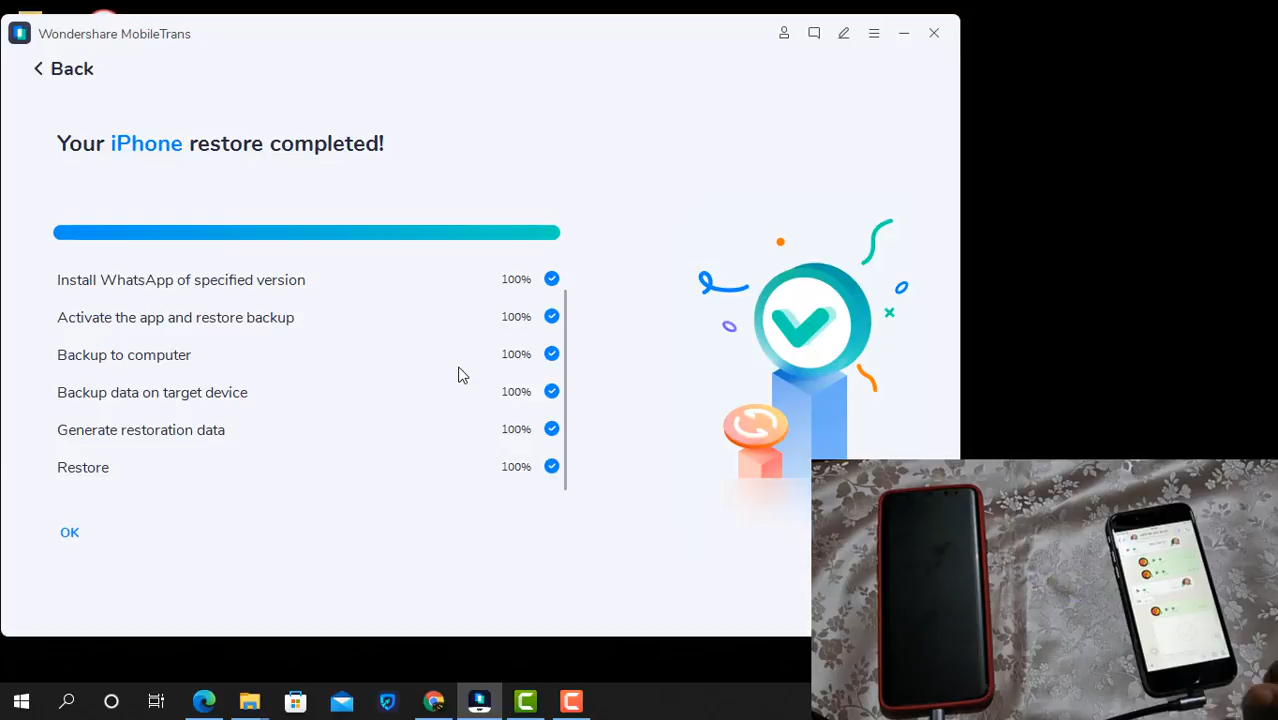 Wondershare MobileTrans
Back
Your iPhone restore completed!
Install WhatsApp of specified version 100%
Activate the app and restore backup 100%
Backup to computer 100%
Backup data on target device 100%
Generate restoration data 100%
Restore 100%
OK